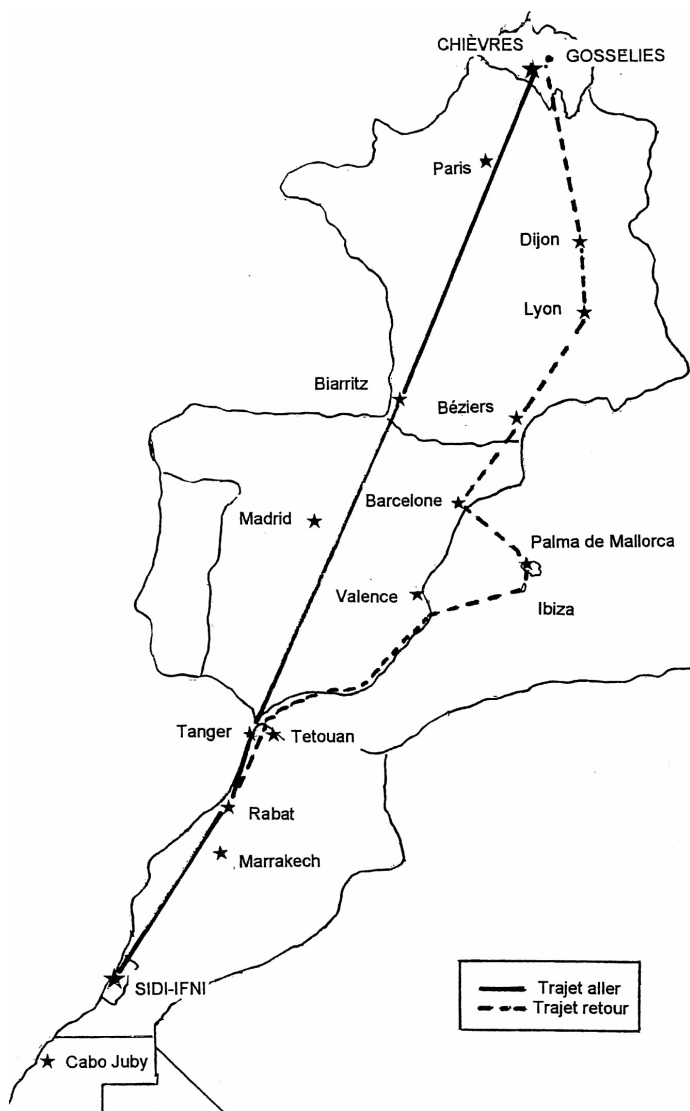 CHIÈVRES
GOSSELIES
Paris
Dijon
Lyon
Biarritz
Béziers
Barcelone
Madrid
Palma de Mallorca
Valence
Ibiza
Tanger
Tetouan
Rabat
Marrakech
SIDI-IFNI
Trajet aller
Trajet retour
Cabo Juby